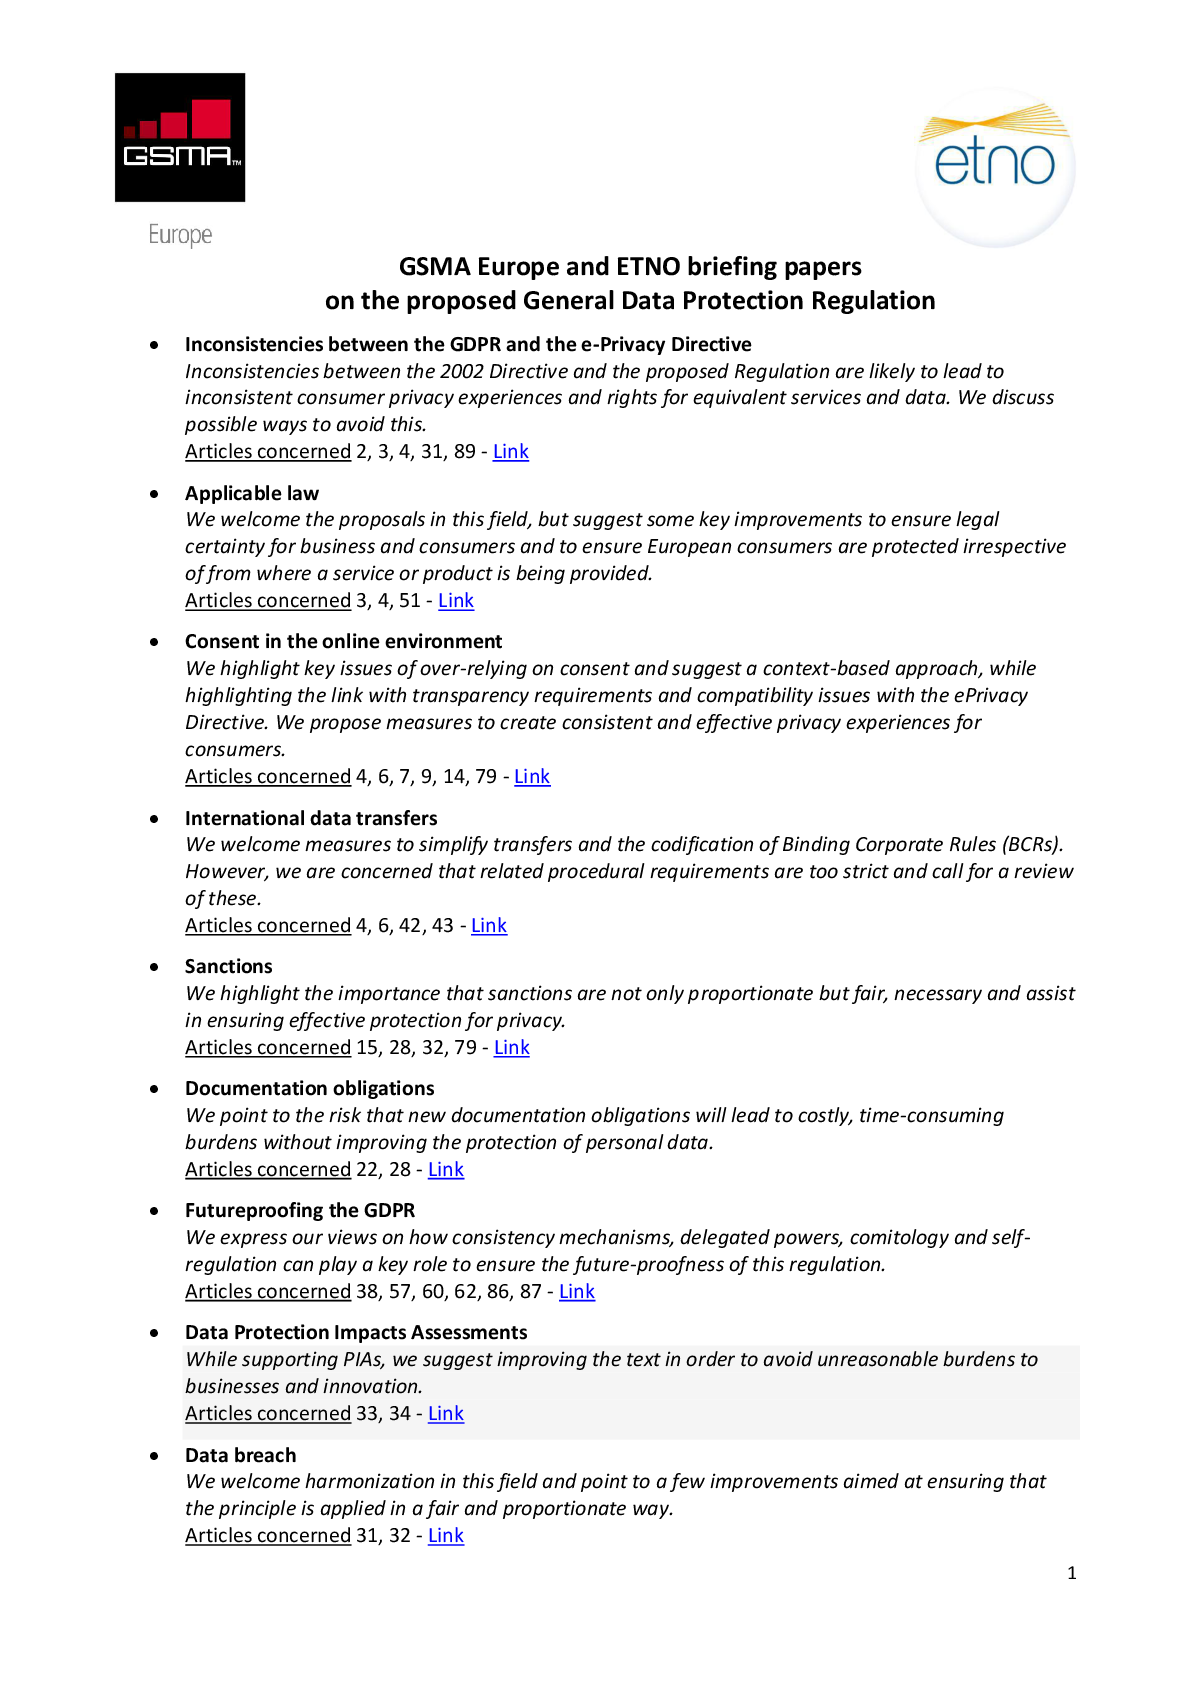 GSMA™
Europe
etno
GSMA Europe and ETNO briefing papers
on the proposed General Data Protection Regulation
• Inconsistencies between the GDPR and the e-Privacy Directive
Inconsistencies between the 2002 Directive and the proposed Regulation are likely to lead to
inconsistent consumer privacy experiences and rights for equivalent services and data. We discuss
possible ways to avoid this.
Articles concerned 2, 3, 4, 31, 89 - Link
• Applicable law
We welcome the proposals in this field, but suggest some key improvements to ensure legal
certainty for business and consumers and to ensure European consumers are protected irrespective
of from where a service or product is being provided.
Articles concerned 3, 4, 51 - Link
• Consent in the online environment
We highlight key issues of over-relying on consent and suggest a context-based approach, while
highlighting the link with transparency requirements and compatibility issues with the ePrivacy
Directive. We propose measures to create consistent and effective privacy experiences for
consumers.
Articles concerned 4, 6, 7, 9, 14, 79 - Link
• International data transfers
We welcome measures to simplify transfers and the codification of Binding Corporate Rules (BCRs).
However, we are concerned that related procedural requirements are too strict and call for a review
of these.
Articles concerned 4, 6, 42, 43 - Link
• Sanctions
We highlight the importance that sanctions are not only proportionate but fair, necessary and assist
in ensuring effective protection for privacy.
Articles concerned 15, 28, 32, 79 - Link
• Documentation obligations
We point to the risk that new documentation obligations will lead to costly, time-consuming
burdens without improving the protection of personal data.
Articles concerned 22, 28 - Link
• Futureproofing the GDPR
We express our views on how consistency mechanisms, delegated powers, comitology and self-
regulation can play a key role to ensure the future-proofness of this regulation.
Articles concerned 38, 57, 60, 62, 86, 87 - Link
• Data Protection Impacts Assessments
While supporting PIAs, we suggest improving the text in order to avoid unreasonable burdens to
businesses and innovation.
Articles concerned 33, 34 - Link
• Data breach
We welcome harmonization in this field and point to a few improvements aimed at ensuring that
the principle is applied in a fair and proportionate way.
Articles concerned 31, 32 - Link
1